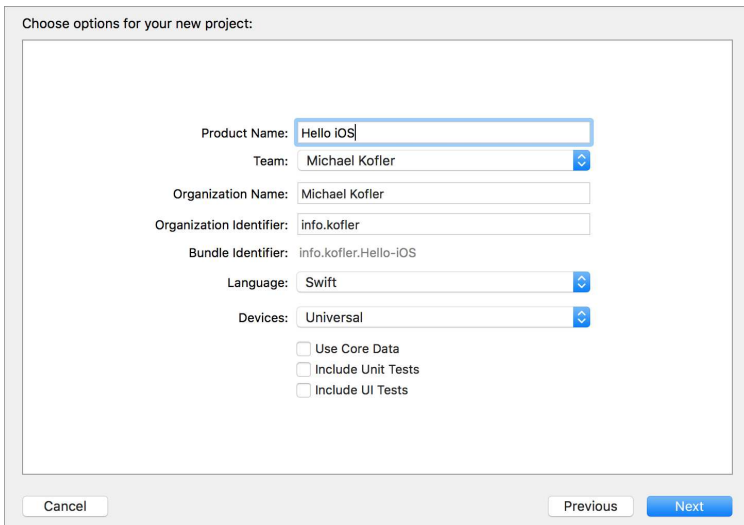 Choose options for your new project:
Product Name: Hello iOS
Team: Michael Kofler
Organization Name: Michael Kofler
Organization Identifier: info.kofler
Bundle Identifier: info.kofler.Hello-iOS
Language: Swift
Devices: Universal
Use Core Data
Include Unit Tests
Include UI Tests
Cancel Previous Next